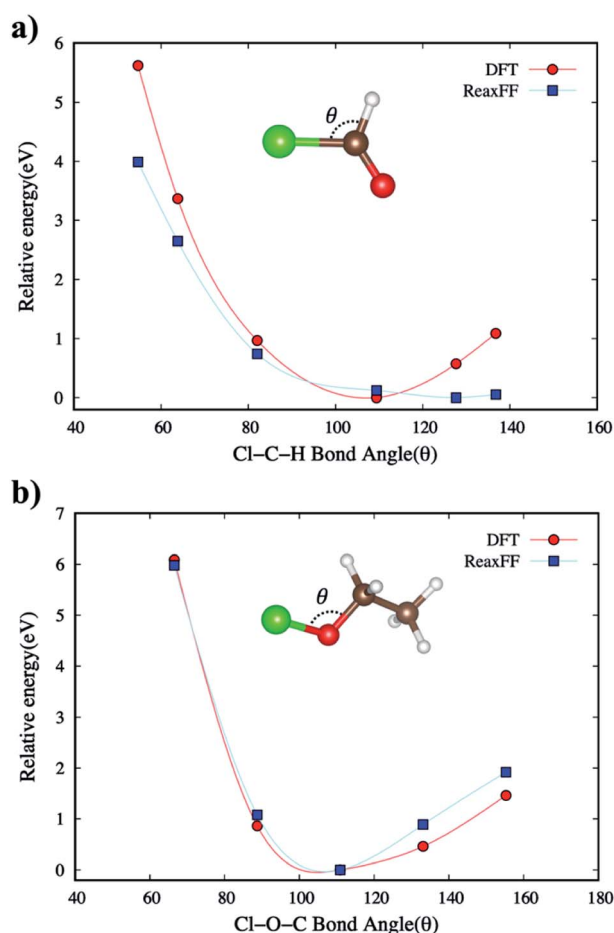 a)
6
5
4
3
2
1
0
Relative energy(eV)
DFT
ReaxFF
θ
40 60 80 100 120 140 160
Cl−C−H Bond Angle(θ)
b)
7
6
5
4
3
2
1
0
Relative energy(eV)
DFT
ReaxFF
θ
40 60 80 100 120 140 160 180
Cl−O−C Bond Angle(θ)